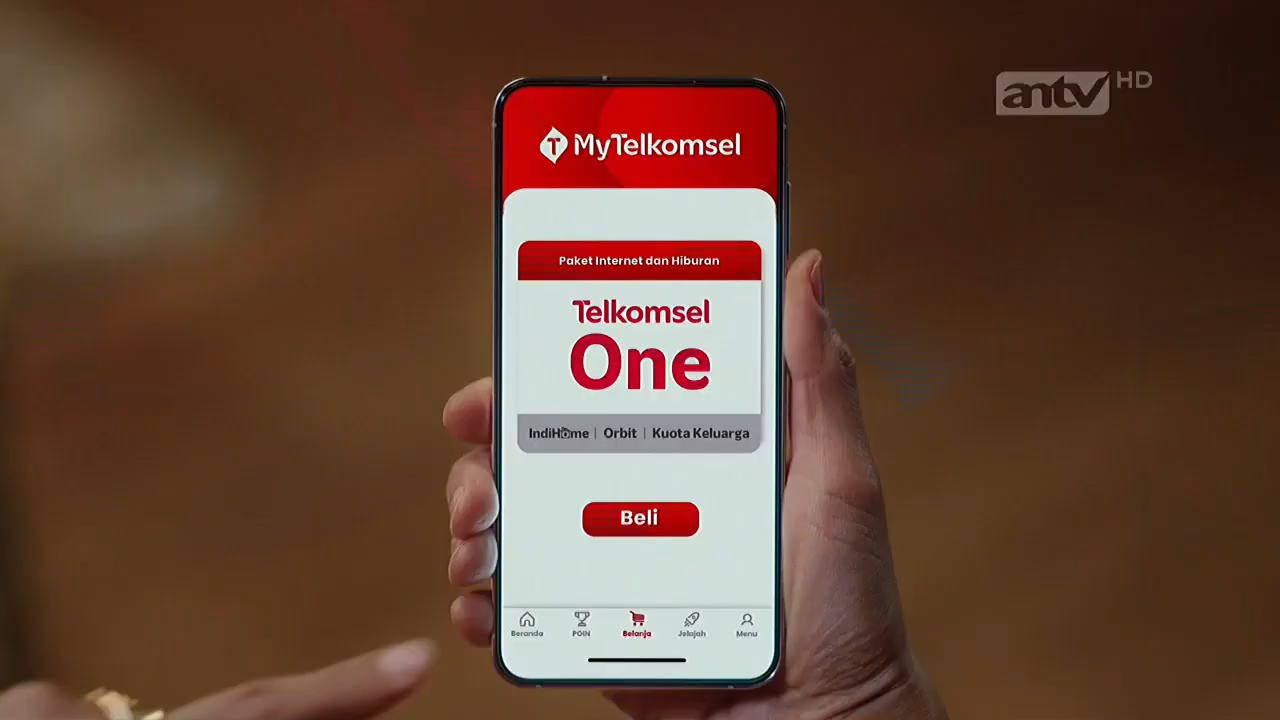 antv HD
MyTelkomsel
Paket Internet dan Hiburan
Telkomsel
One
IndiHome | Orbit | Kuota Keluarga
Beli
Beranda POIN Belanja Jelajah Menu